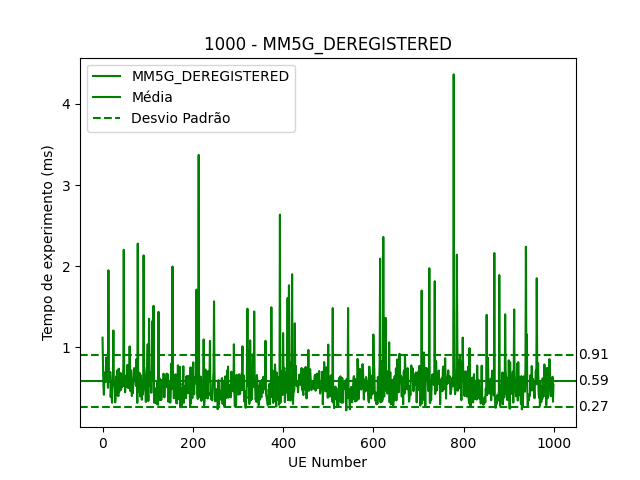 1000 - MM5G_DEREGISTERED
MM5G_DEREGISTERED
Média
Desvio Padrão
Tempo de experimento (ms)
4
3
2
1
0.91
0.59
0.27
0 200 400 600 800 1000
UE Number